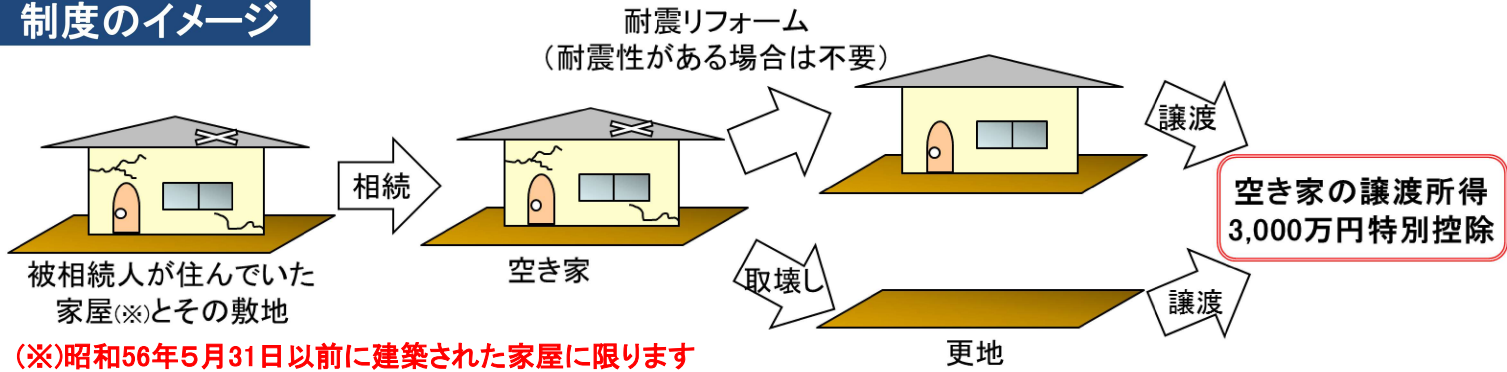 制度のイメージ
耐震リフォーム
（耐震性がある場合は不要）
相続
譲渡
空き家の譲渡所得
3,000万円特別控除
被相続人が住んでいた
家屋(※)とその敷地
空き家
取壊し
譲渡
更地
(※)昭和56年５月31日以前に建築された家屋に限ります